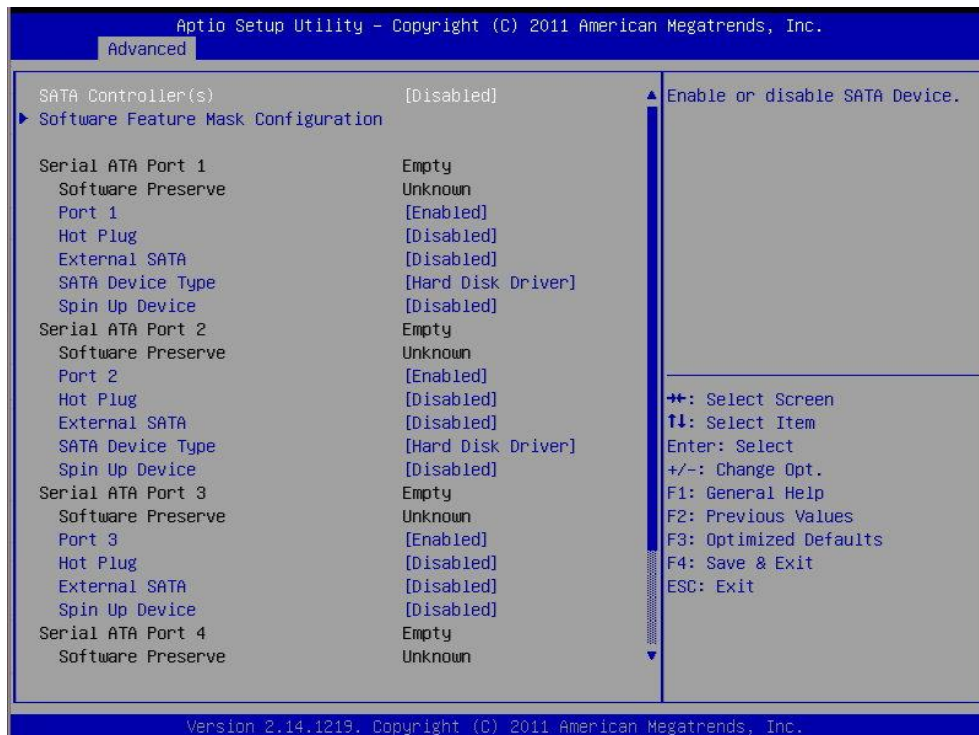 Aptio Setup Utility – Copyright (C) 2011 American Megatrends, Inc.
Advanced
SATA Controller(s) [Disabled]
Software Feature Mask Configuration
Serial ATA Port 1 Empty
Software Preserve Unknown
Port 1 [Enabled]
Hot Plug [Disabled]
External SATA [Disabled]
SATA Device Type [Hard Disk Driver]
Spin Up Device [Disabled]
Serial ATA Port 2 Empty
Software Preserve Unknown
Port 2 [Enabled]
Hot Plug [Disabled]
External SATA [Disabled]
SATA Device Type [Hard Disk Driver]
Spin Up Device [Disabled]
Serial ATA Port 3 Empty
Software Preserve Unknown
Port 3 [Enabled]
Hot Plug [Disabled]
External SATA [Disabled]
Spin Up Device [Disabled]
Serial ATA Port 4 Empty
Software Preserve Unknown
Enable or disable SATA Device.
→←: Select Screen
↑↓: Select Item
Enter: Select
+/-: Change Opt.
F1: General Help
F2: Previous Values
F3: Optimized Defaults
F4: Save & Exit
ESC: Exit
Version 2.14.1219. Copyright (C) 2011 American Megatrends, Inc.